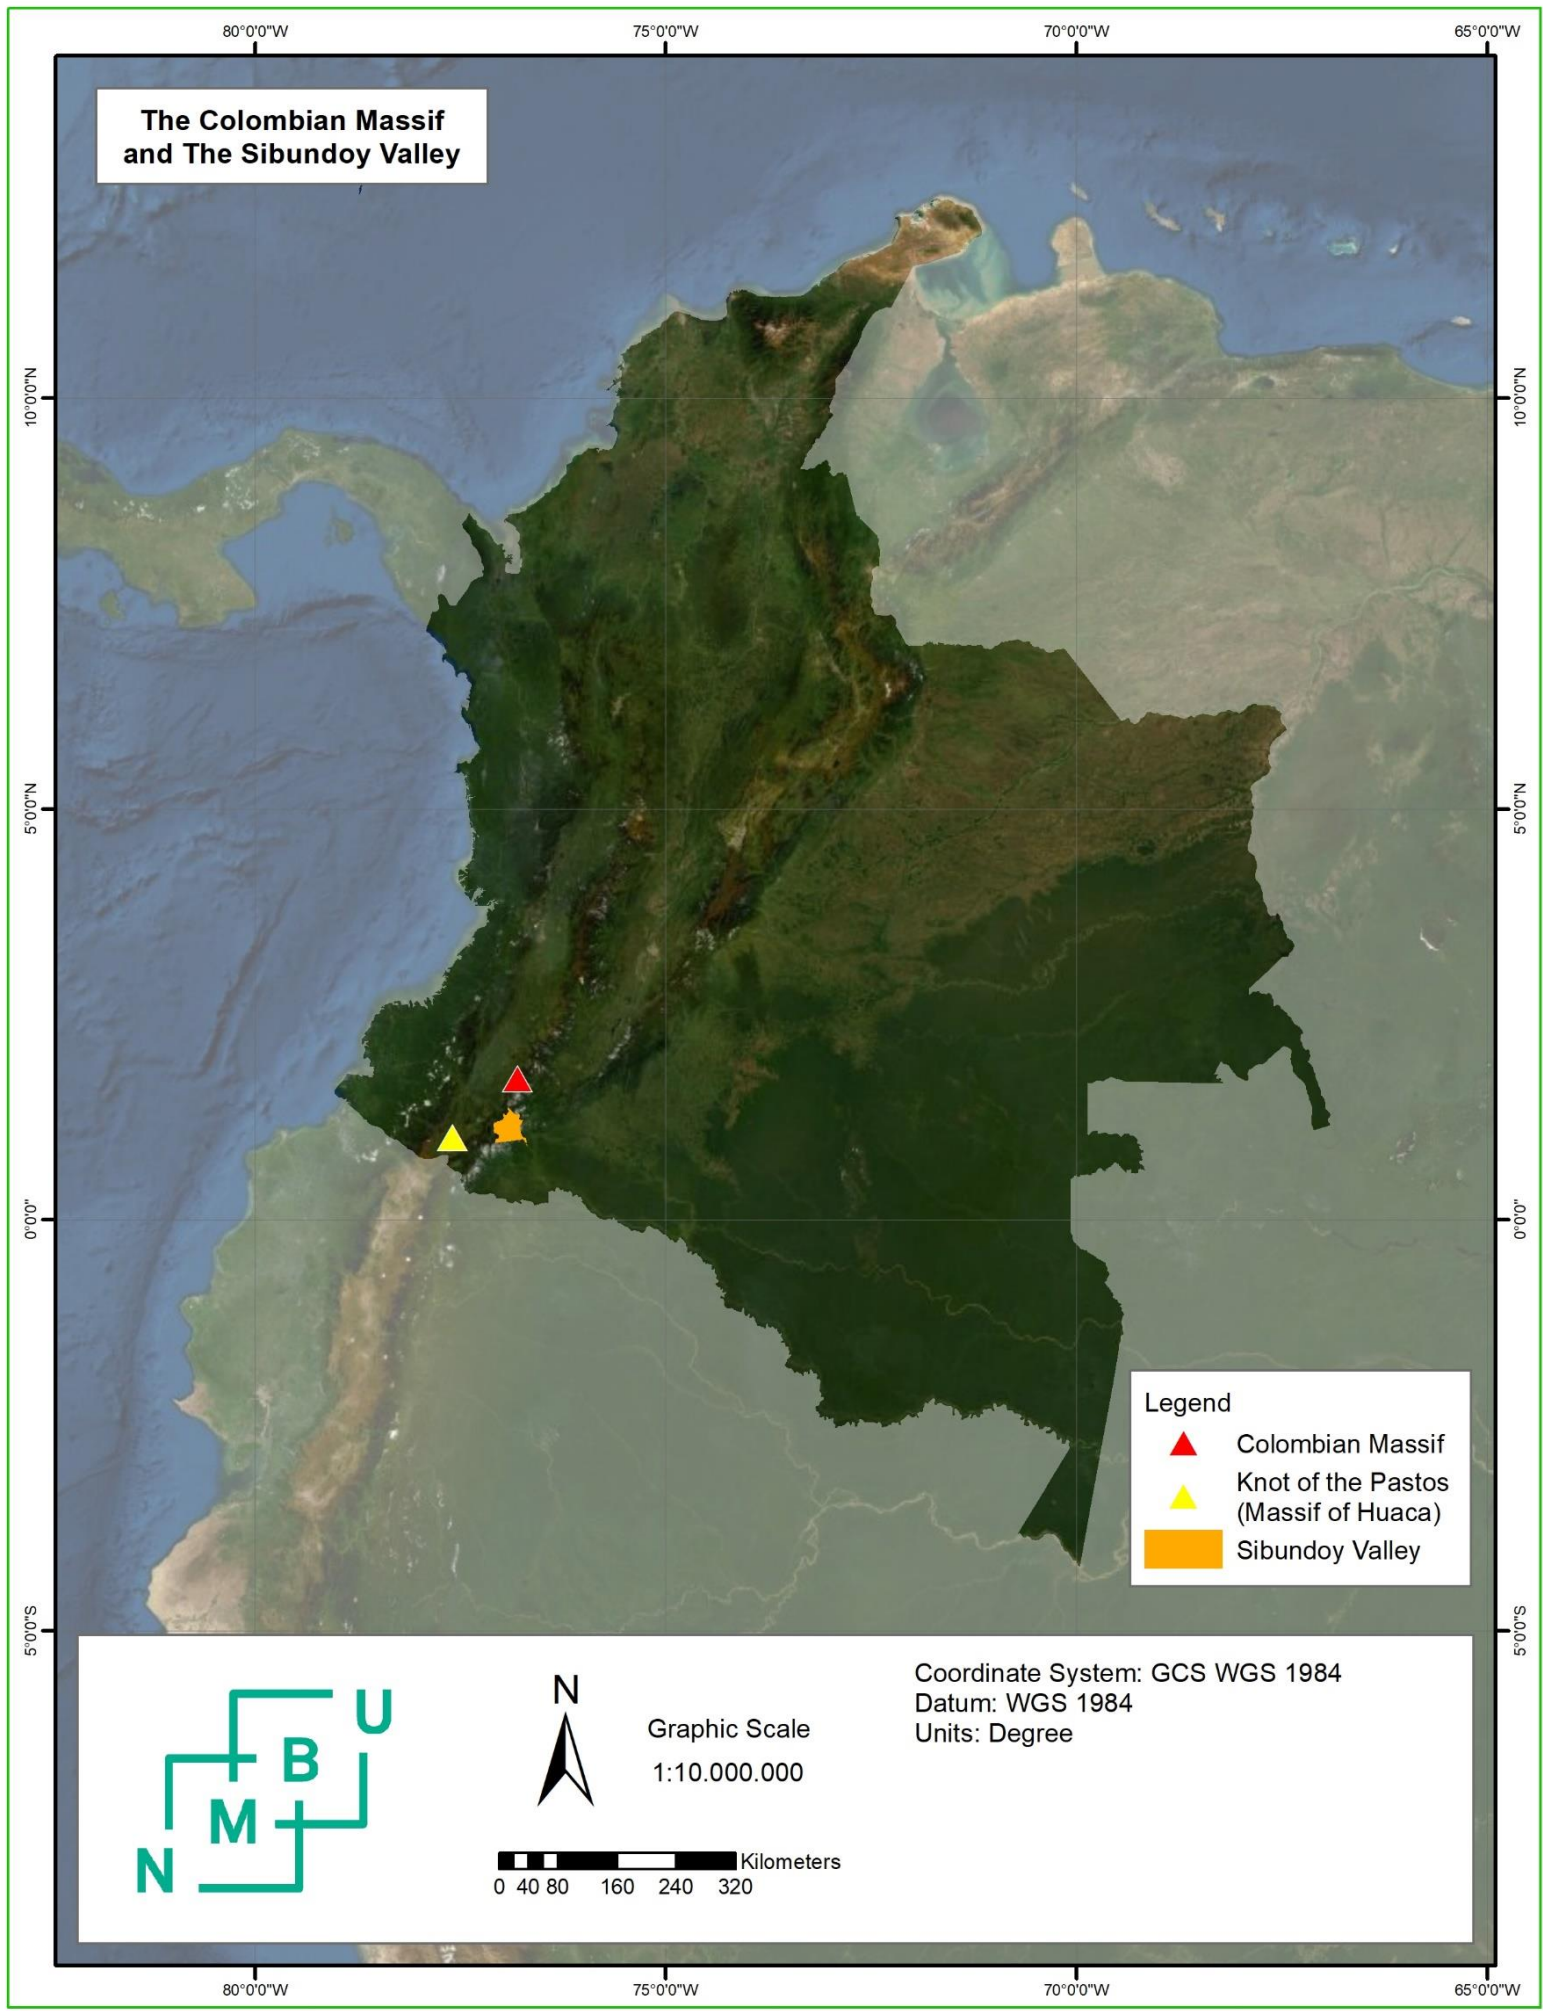 80°0'0"W
75°0'0"W
70°0'0"W
65°0'0"W
The Colombian Massif
and The Sibundoy Valley
10°0'0"N
10°0'0"N
5°0'0"N
5°0'0"N
0°0'0"
0°0'0"
5°0'0"S
5°0'0"S
Legend
Colombian Massif
Knot of the Pastos
(Massif of Huaca)
Sibundoy Valley
N
M
B
U
N
Graphic Scale
1:10.000.000
Kilometers
0 40 80 160 240 320
Coordinate System: GCS WGS 1984
Datum: WGS 1984
Units: Degree
80°0'0"W
75°0'0"W
70°0'0"W
65°0'0"W